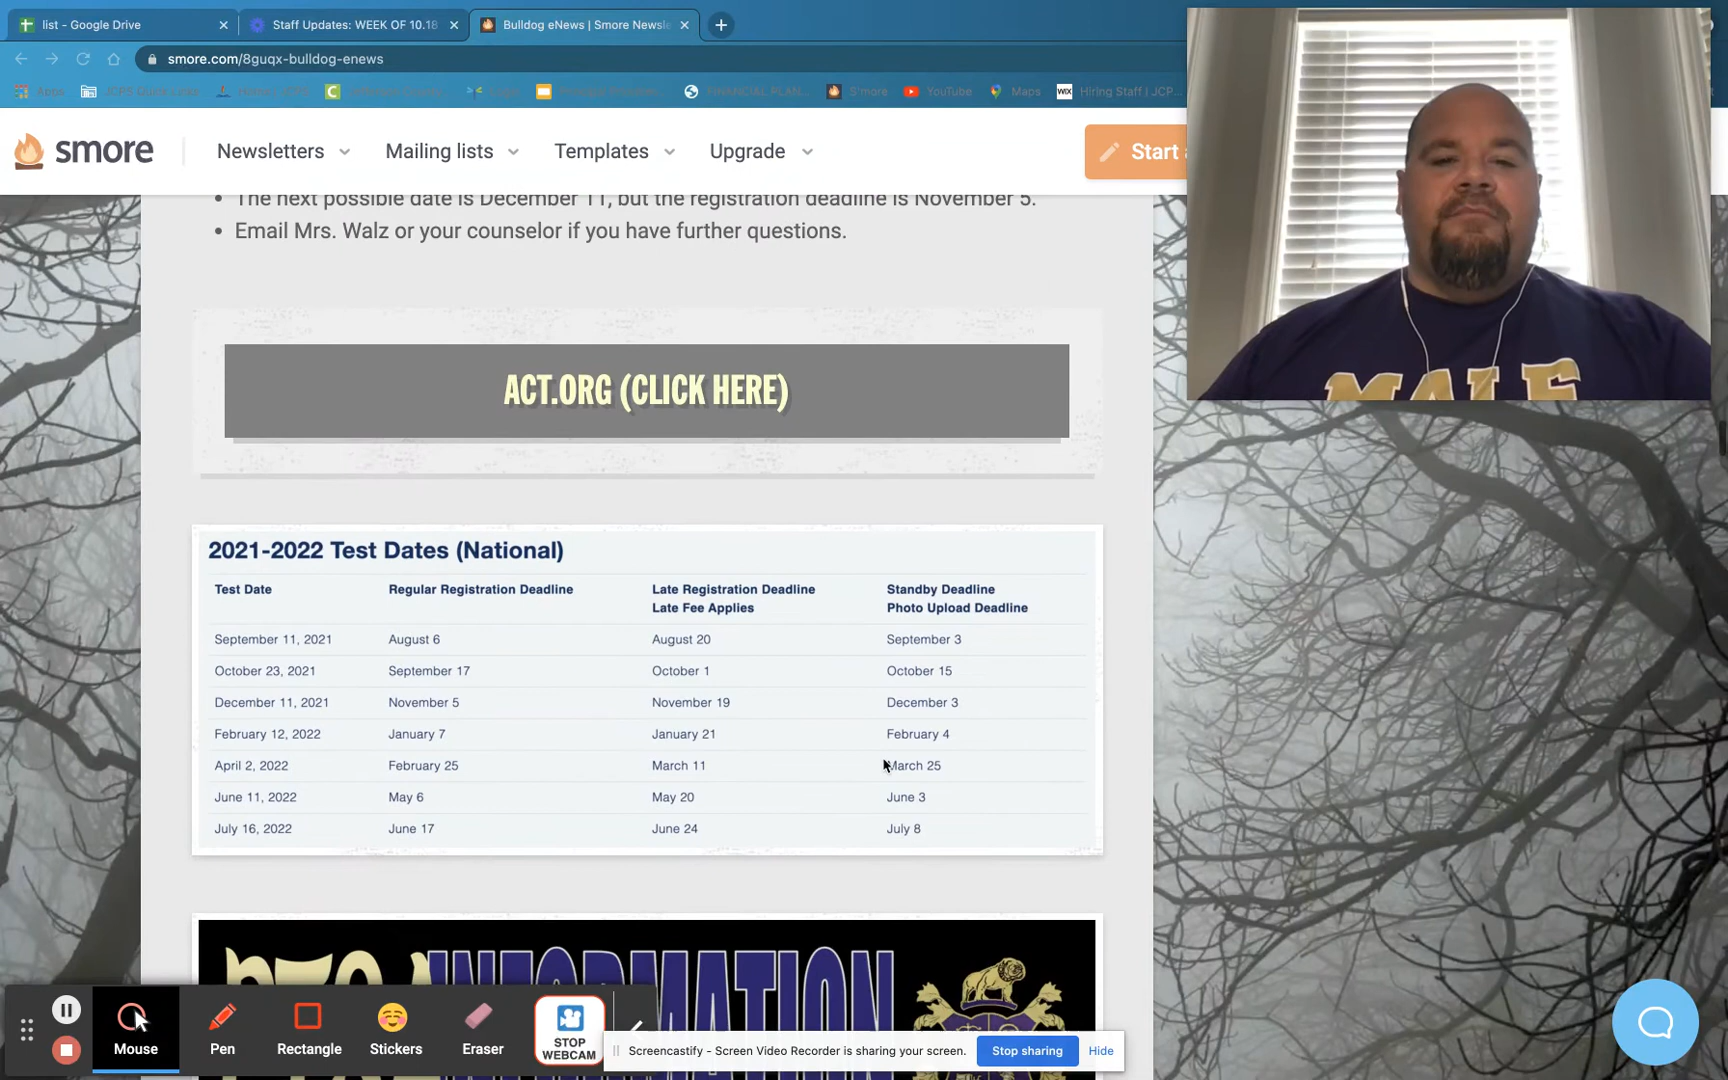 list - Google Drive
Staff Updates: WEEK OF 10.18
Bulldog eNews | Smore Newsle
smore.com/8guqx-bulldog-enews
Apps
JCPS Quick Links
S'more
YouTube
Maps
WIX
Hiring Staff | JCP...
smore
Newsletters
Mailing lists
Templates
Upgrade
Start
The next possible date is December 11, but the registration deadline is November 5.
• Email Mrs. Walz or your counselor if you have further questions.
MALE
ACT.ORG (CLICK HERE)
2021-2022 Test Dates (National)
Test Date
Regular Registration Deadline
Late Registration Deadline
Late Fee Applies
Standby Deadline
Photo Upload Deadline
September 11, 2021 August 6 August 20 September 3
October 23, 2021 September 17 October 1 October 15
December 11, 2021 November 5 November 19 December 3
February 12, 2022 January 7 January 21 February 4
April 2, 2022 February 25 March 11 March 25
June 11, 2022 May 6 May 20 June 3
July 16, 2022 June 17 June 24 July 8
PTSA INFORMATION
Mouse
Pen
Rectangle
Stickers
Eraser
STOP
WEBCAM
Screencastify - Screen Video Recorder is sharing your screen.
Stop sharing
Hide